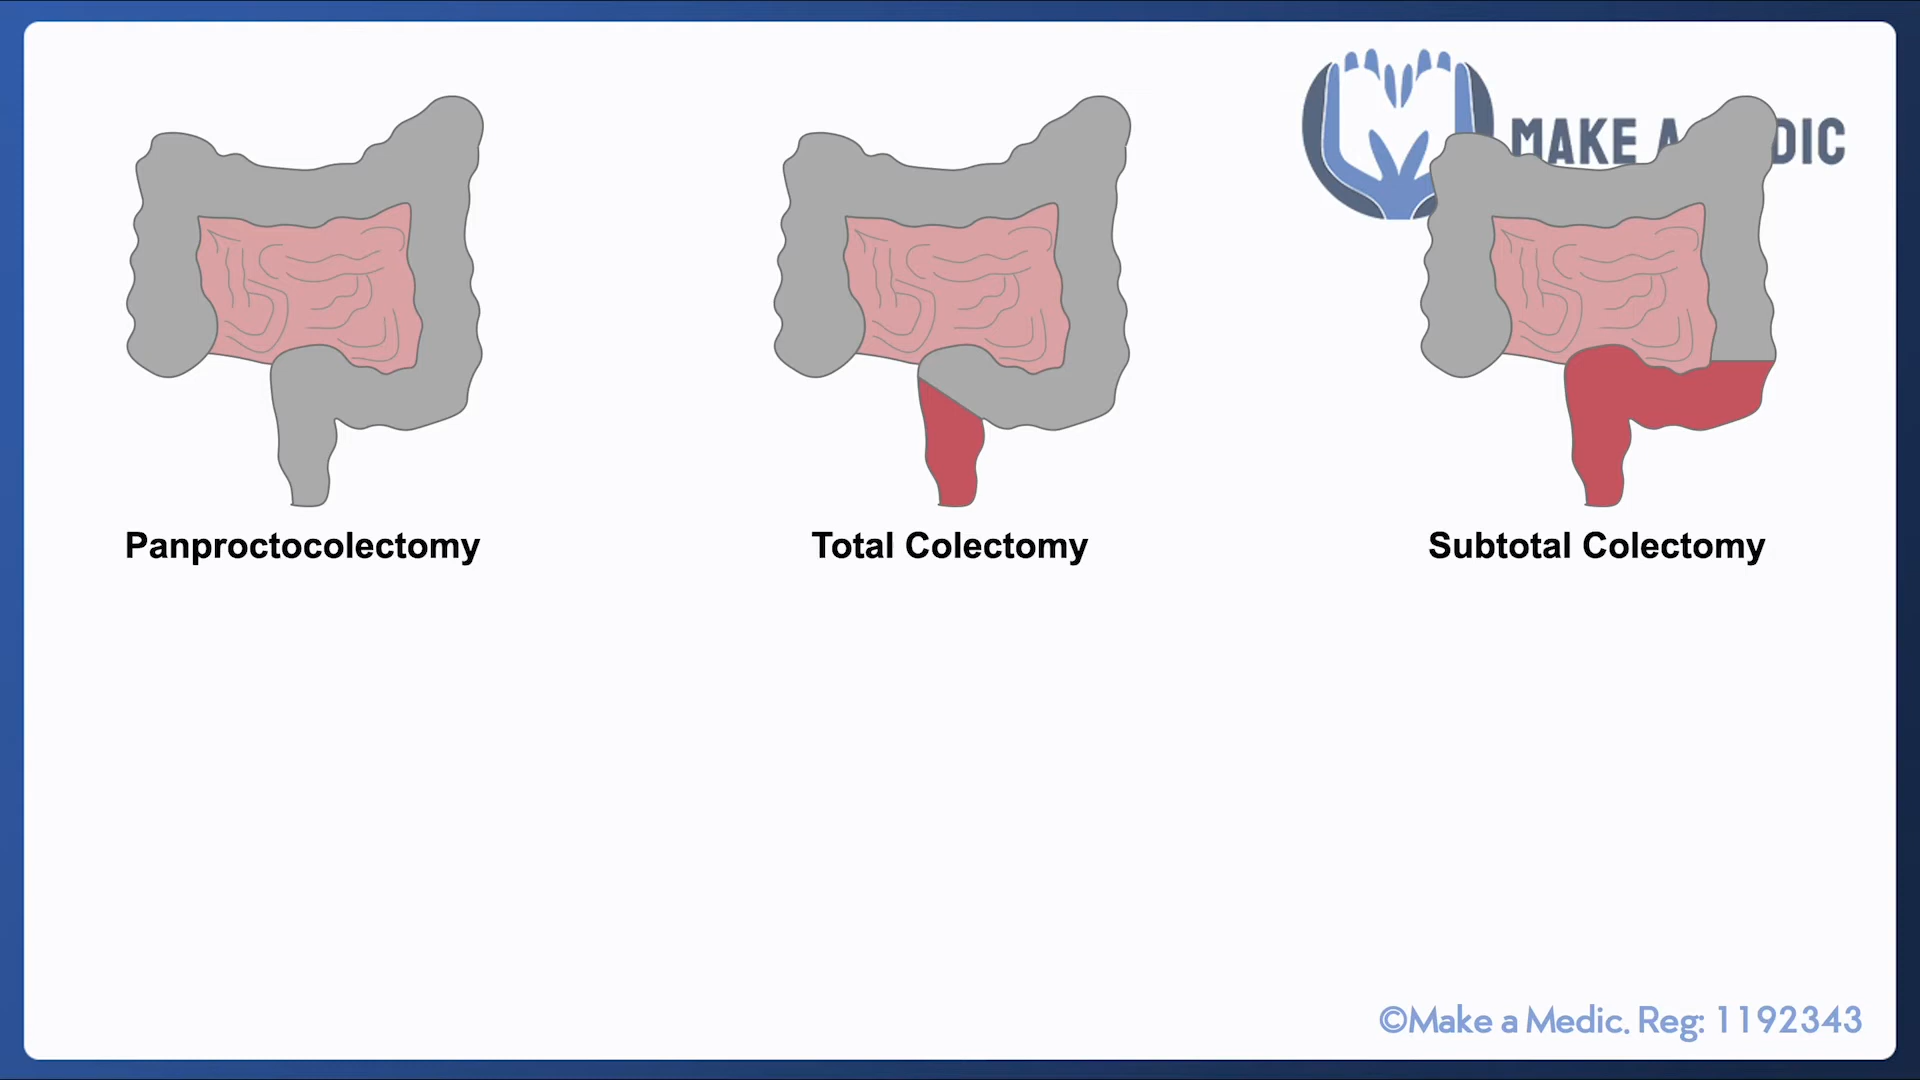 MAKE A DIC
Panproctocolectomy
Total Colectomy
Subtotal Colectomy
©Make a Medic. Reg: 1192343